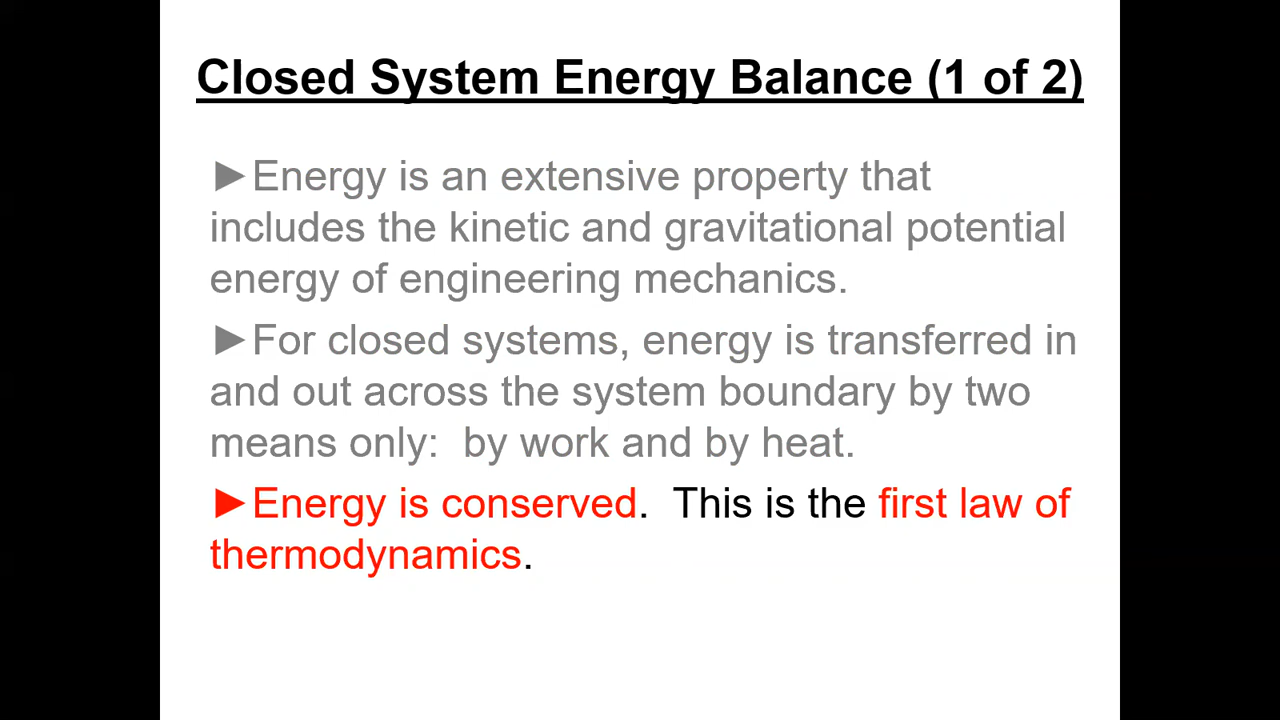 Closed System Energy Balance (1 of 2)
►Energy is an extensive property that
includes the kinetic and gravitational potential
energy of engineering mechanics.
►For closed systems, energy is transferred in
and out across the system boundary by two
means only:  by work and by heat.
►Energy is conserved.  This is the first law of
thermodynamics.